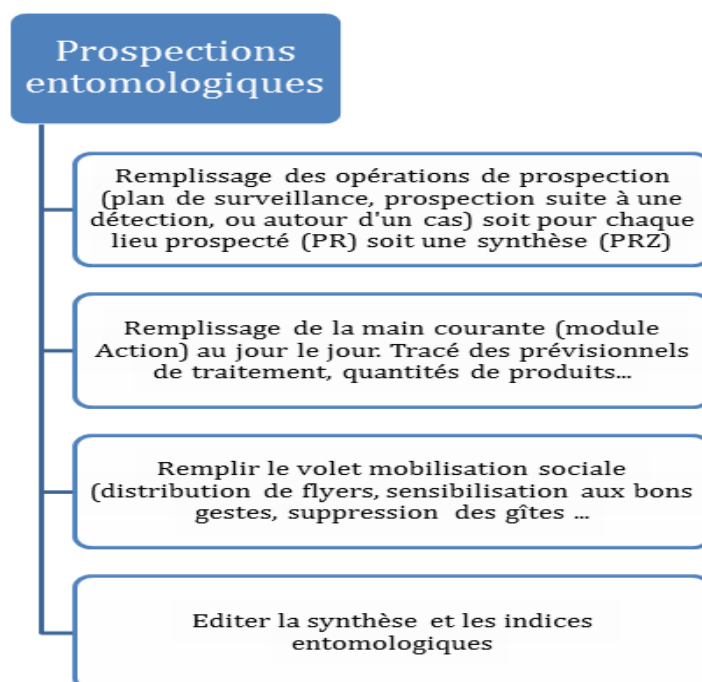 Prospections
entomologiques
Remplissage des opérations de prospection
(plan de surveillance, prospection suite à une
détection, ou autour d'un cas) soit pour chaque
lieu prospecté (PR) soit une synthèse (PRZ)
Remplissage de la main courante (module
Action) au jour le jour. Tracé des prévisionnels
de traitement, quantités de produits...
Remplir le volet mobilisation sociale
(distribution de flyers, sensibilisation aux bons
gestes, suppression des gîtes ...
Editer la synthèse et les indices
entomologiques